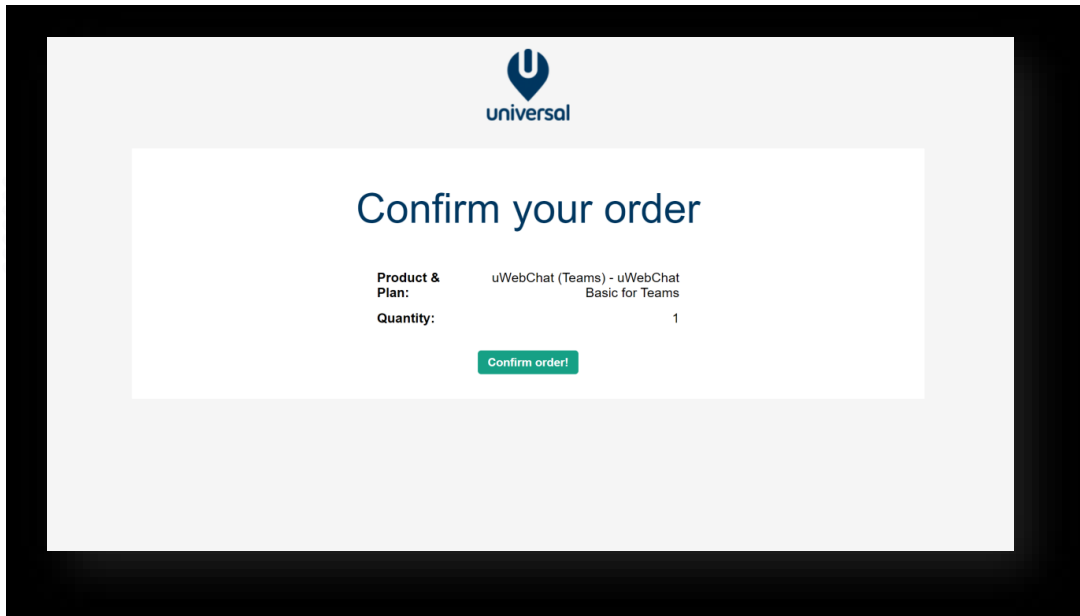 universal
Confirm your order
Product & Plan: uWebChat (Teams) - uWebChat Basic for Teams
Quantity: 1
Confirm order!